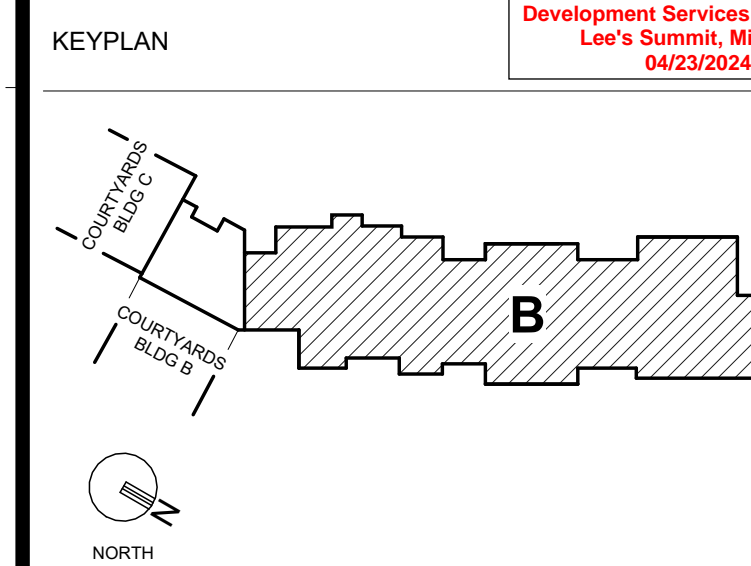 Development Services
Lee's Summit, Mi
04/23/2024
KEYPLAN
COURTYARDS
BLDG C
COURTYARDS
BLDG B
B
N
NORTH